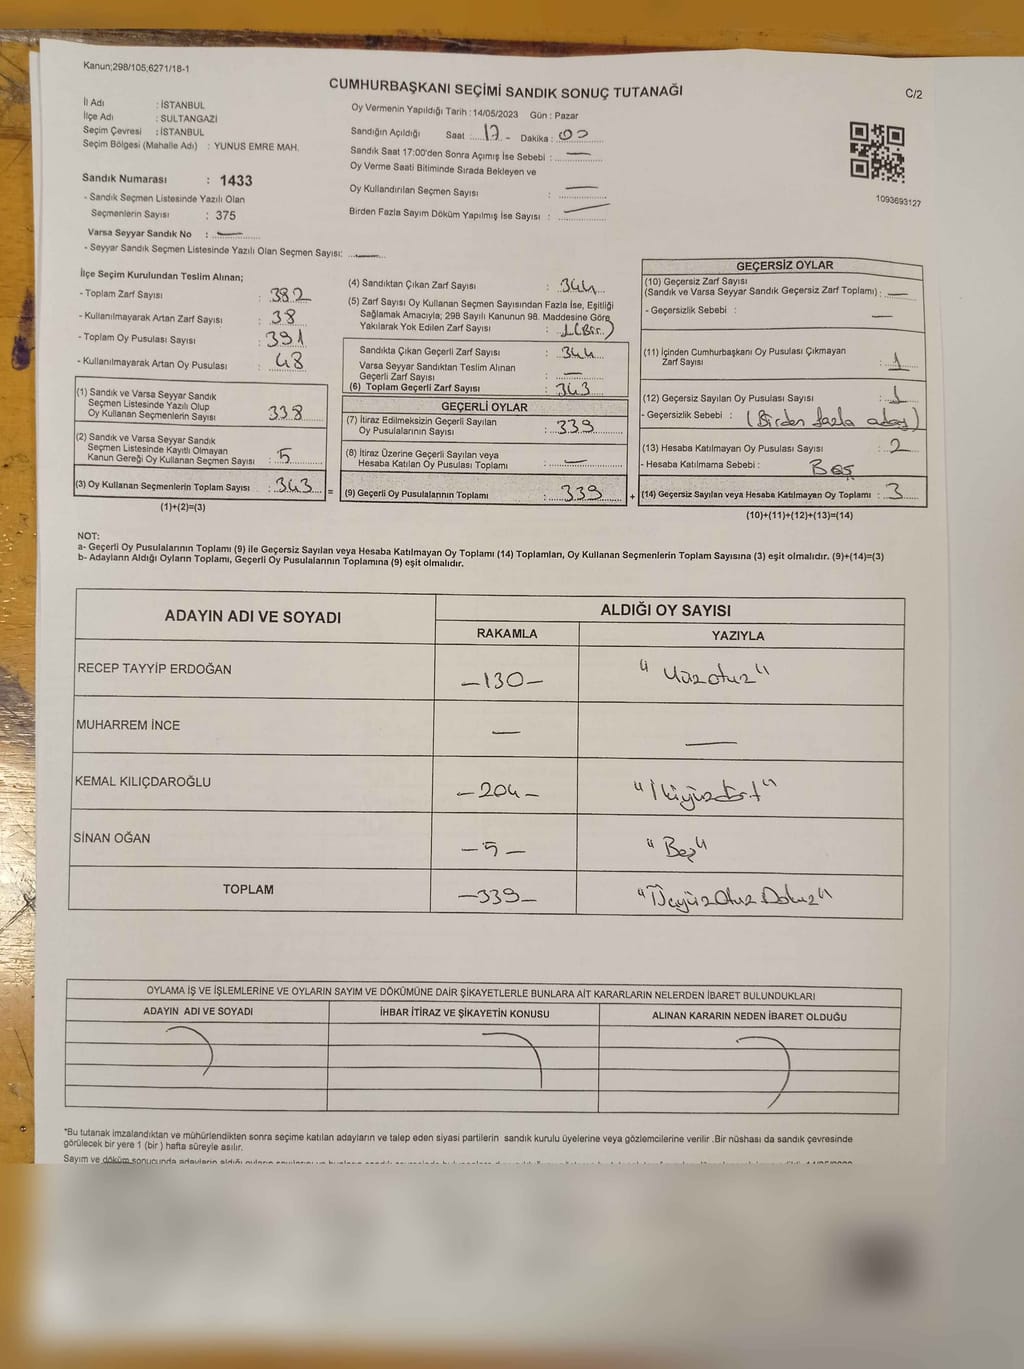 Kanun;298/105,6271/18-1
CUMHURBAŞKANI SEÇİMİ SANDIK SONUÇ TUTANAĞI
C/2
İl Adı : İSTANBUL
İlçe Adı : SULTANGAZİ
Seçim Çevresi : İSTANBUL
Seçim Bölgesi (Mahalle Adı) : YUNUS EMRE MAH.
Sandık Numarası : 1433
- Sandık Seçmen Listesinde Yazılı Olan
Seçmenlerin Sayısı : 375
Varsa Seyyar Sandık No : —
- Seyyar Sandık Seçmen Listesinde Yazılı Olan Seçmen Sayısı: —
Oy Vermenin Yapıldığı Tarih : 14/05/2023 Gün : Pazar
Sandığın Açıldığı Saat : 17 - Dakika : 00
Sandık Saat 17:00'den Sonra Açımış İse Sebebi : —
Oy Verme Saati Bitiminde Sırada Bekleyen ve
Oy Kullandırılan Seçmen Sayısı : —
Birden Fazla Sayım Döküm Yapılmış İse Sayısı : —
1093693127
İlçe Seçim Kurulundan Teslim Alınan;
- Toplam Zarf Sayısı : 382
- Kullanılmayarak Artan Zarf Sayısı : 38
- Toplam Oy Pusulası Sayısı : 391
- Kullanılmayarak Artan Oy Pusulası : 48
(1) Sandık ve Varsa Seyyar Sandık
Seçmen Listesinde Yazılı Olup
Oy Kullanan Seçmenlerin Sayısı : 338
(2) Sandık ve Varsa Seyyar Sandık
Seçmen Listesinde Kayıtlı Olmayan
Kanun Gereği Oy Kullanan Seçmen Sayısı : 5
(3) Oy Kullanan Seçmenlerin Toplam Sayısı : 343 =
(1)+(2)=(3)
(4) Sandıktan Çıkan Zarf Sayısı : 344
(5) Zarf Sayısı Oy Kullanan Seçmen Sayısından Fazla İse, Eşitliği
Sağlamak Amacıyla; 298 Sayılı Kanunun 98. Maddesine Göre
Yakılarak Yok Edilen Zarf Sayısı : 1 (Bir)
Sandıkta Çıkan Geçerli Zarf Sayısı : 344
Varsa Seyyar Sandıktan Teslim Alınan
Geçerli Zarf Sayısı : —
(6) Toplam Geçerli Zarf Sayısı : 343
GEÇERLİ OYLAR
(7) İtiraz Edilmeksizin Geçerli Sayılan
Oy Pusulalarının Sayısı : 339
(8) İtiraz Üzerine Geçerli Sayılan veya
Hesaba Katılan Oy Pusulası Toplamı : —
(9) Geçerli Oy Pusulalarının Toplamı : 339 +
GEÇERSİZ OYLAR
(10) Geçersiz Zarf Sayısı
(Sandık ve Varsa Seyyar Sandık Geçersiz Zarf Toplamı) : —
- Geçersizlik Sebebi : —
(11) İçinden Cumhurbaşkanı Oy Pusulası Çıkmayan
Zarf Sayısı : 1
(12) Geçersiz Sayılan Oy Pusulası Sayısı : 1
- Geçersizlik Sebebi : (Birden fazla aday)
(13) Hesaba Katılmayan Oy Pusulası Sayısı : 2
- Hesaba Katılmama Sebebi : Boş
(14) Geçersiz Sayılan veya Hesaba Katılmayan Oy Toplamı : 3
(10)+(11)+(12)+(13)=(14)
NOT:
a- Geçerli Oy Pusulalarının Toplamı (9) ile Geçersiz Sayılan veya Hesaba Katılmayan Oy Toplamı (14) Toplamları, Oy Kullanan Seçmenlerin Toplam Sayısına (3) eşit olmalıdır. (9)+(14)=(3)
b- Adayların Aldığı Oyların Toplamı, Geçerli Oy Pusulalarının Toplamına (9) eşit olmalıdır.
ADAYIN ADI VE SOYADI
ALDIĞI OY SAYISI
RAKAMLA YAZIYLA
RECEP TAYYİP ERDOĞAN —130— "Yüzotuz"
MUHARREM İNCE — —
KEMAL KILIÇDAROĞLU —204— "İkiyüzdört"
SİNAN OĞAN —5— "Beş"
TOPLAM —339— "Üçyüz Otuz Dokuz"
OYLAMA İŞ VE İŞLEMLERİNE VE OYLARIN SAYIM VE DÖKÜMÜNE DAİR ŞİKAYETLERLE BUNLARA AİT KARARLARIN NELERDEN İBARET BULUNDUKLARI
ADAYIN ADI VE SOYADI İHBAR İTİRAZ VE ŞİKAYETİN KONUSU ALINAN KARARIN NEDEN İBARET OLDUĞU
*Bu tutanak imzalandıktan ve mühürlendikten sonra seçime katılan adayların ve talep eden siyasi partilerin sandık kurulu üyelerine veya gözlemcilerine verilir .Bir nüshası da sandık çevresinde
görülecek bir yere 1 (bir ) hafta süreyle asılır.
Sayım ve döküm sonucunda adayların aldığı